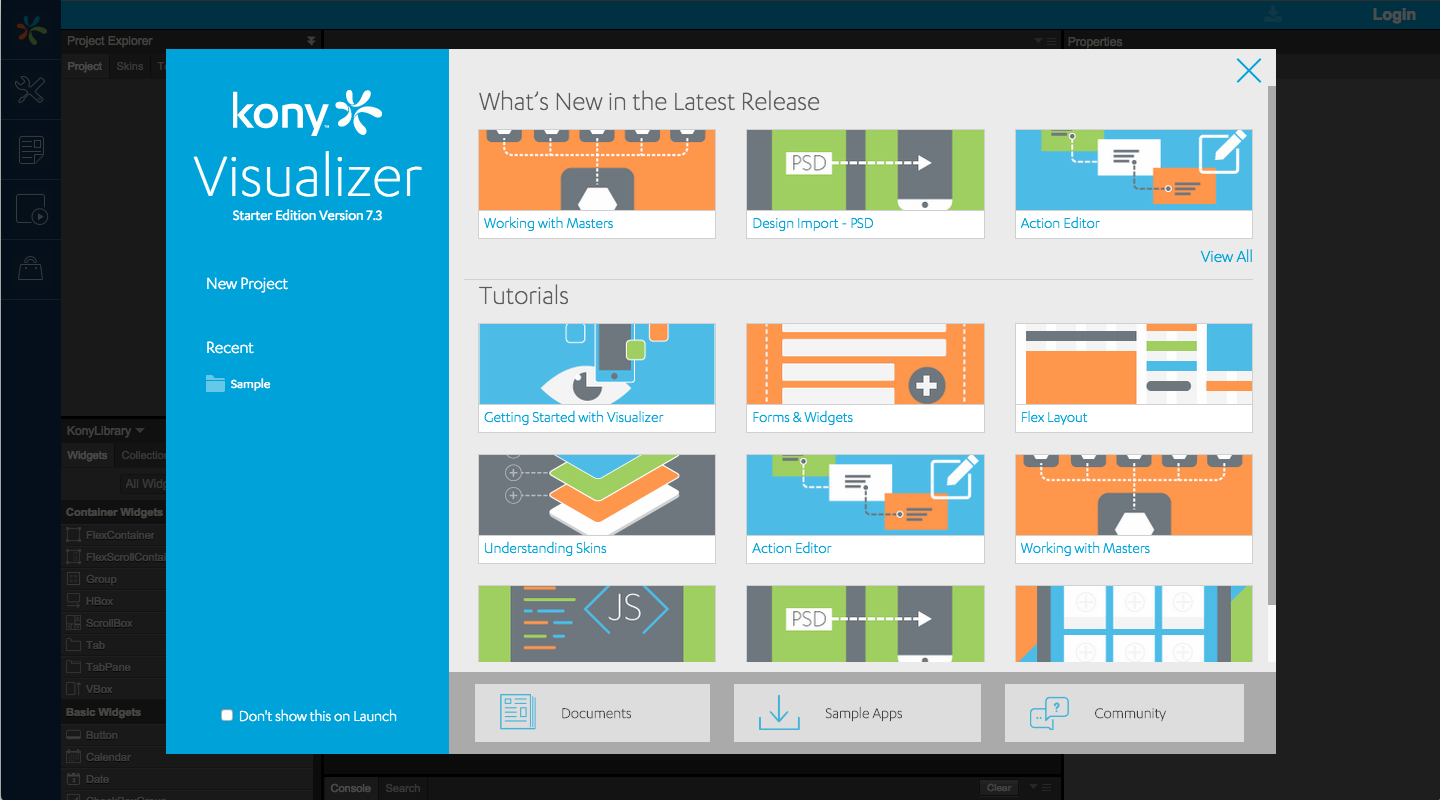 Login
Project Explorer
Properties
Project
Skins
kony
Visualizer
Starter Edition Version 7.3
New Project
Recent
Sample
Don't show this on Launch
What's New in the Latest Release
PSD
Working with Masters
Design Import - PSD
Action Editor
View All
Tutorials
Getting Started with Visualizer
Forms & Widgets
Flex Layout
Understanding Skins
Action Editor
Working with Masters
JS
PSD
Documents
Sample Apps
Community
KonyLibrary
Widgets
All
Container Widgets
FlexContainer
Group
HBox
ScrollBox
Tab
TabPane
VBox
Basic Widgets
Button
Calendar
Date
Console
Search
Clear